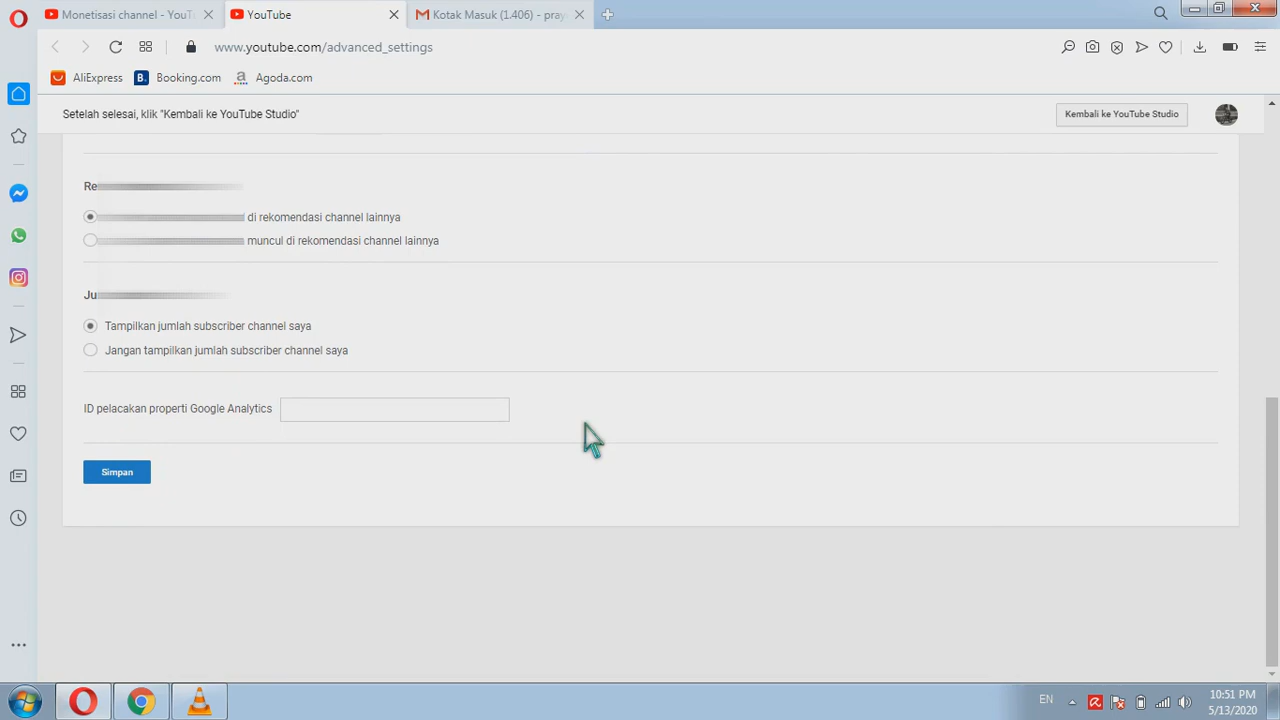 Monetisasi channel - YouT
YouTube
Kotak Masuk (1.406) - pray
www.youtube.com/advanced_settings
AliExpress
Booking.com
Agoda.com
Setelah selesai, klik "Kembali ke YouTube Studio"
Kembali ke YouTube Studio
Re
di rekomendasi channel lainnya
muncul di rekomendasi channel lainnya
Ju
Tampilkan jumlah subscriber channel saya
Jangan tampilkan jumlah subscriber channel saya
ID pelacakan properti Google Analytics
Simpan
EN
10:51 PM
5/13/2020